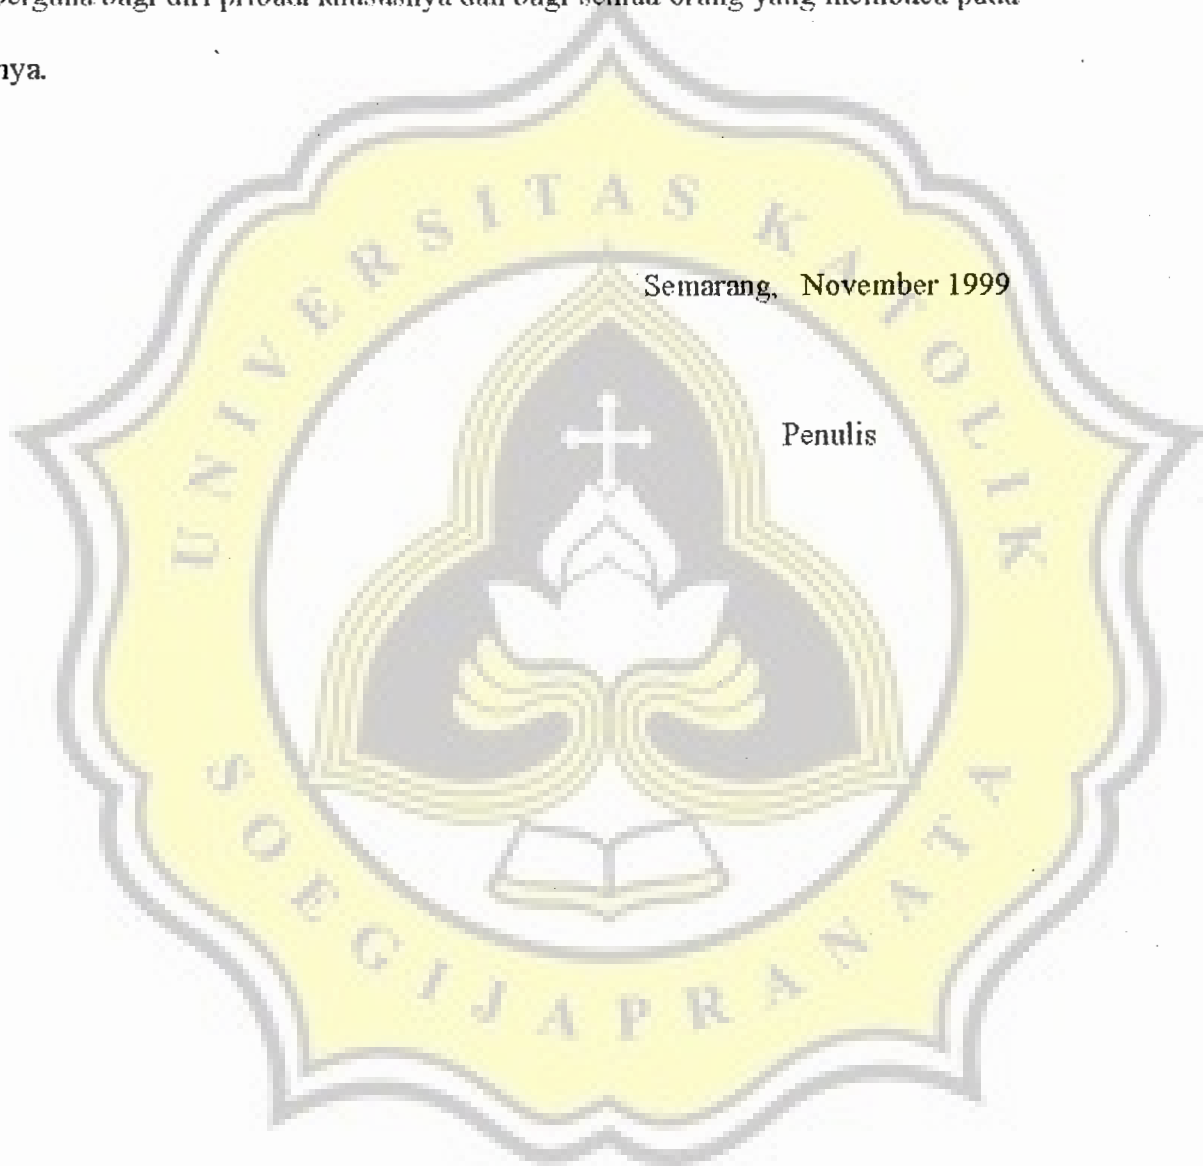 berguna bagi diri pribadi khususnya dan bagi semua orang yang membaca pada
nya.
Semarang, November 1999
Penulis
UNIVERSITAS KATOLIK
SOEGIJAPRANATA